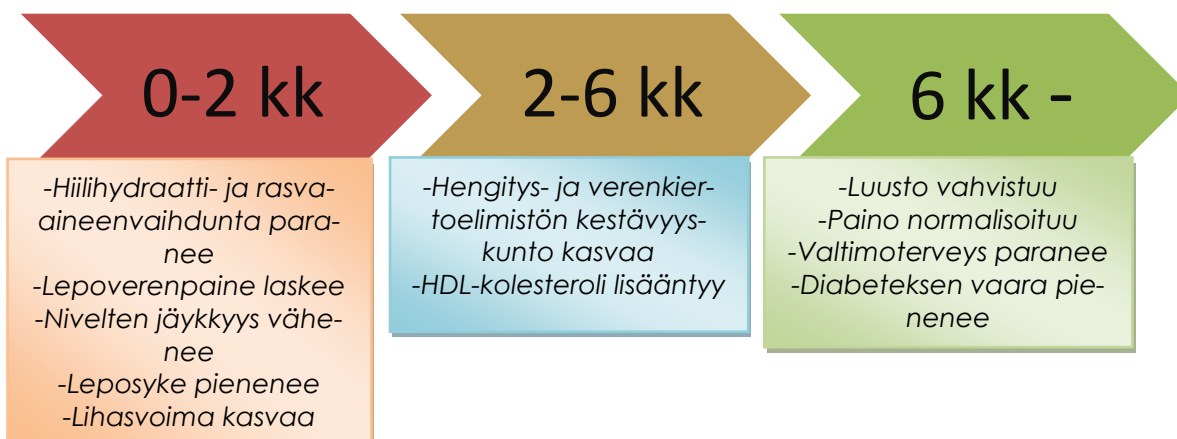 0-2 kk
-Hiilihydraatti- ja rasva-
aineenvaihdunta para-
nee
-Lepoverenpaine laskee
-Nivelten jäykkyys vähe-
nee
-Leposyke pienenee
-Lihasvoima kasvaa
2-6 kk
-Hengitys- ja verenkier-
toelimistön kestävyys-
kunto kasvaa
-HDL-kolesteroli lisääntyy
6 kk -
-Luusto vahvistuu
-Paino normalisoituu
-Valtimoterveys paranee
-Diabeteksen vaara pie-
nenee